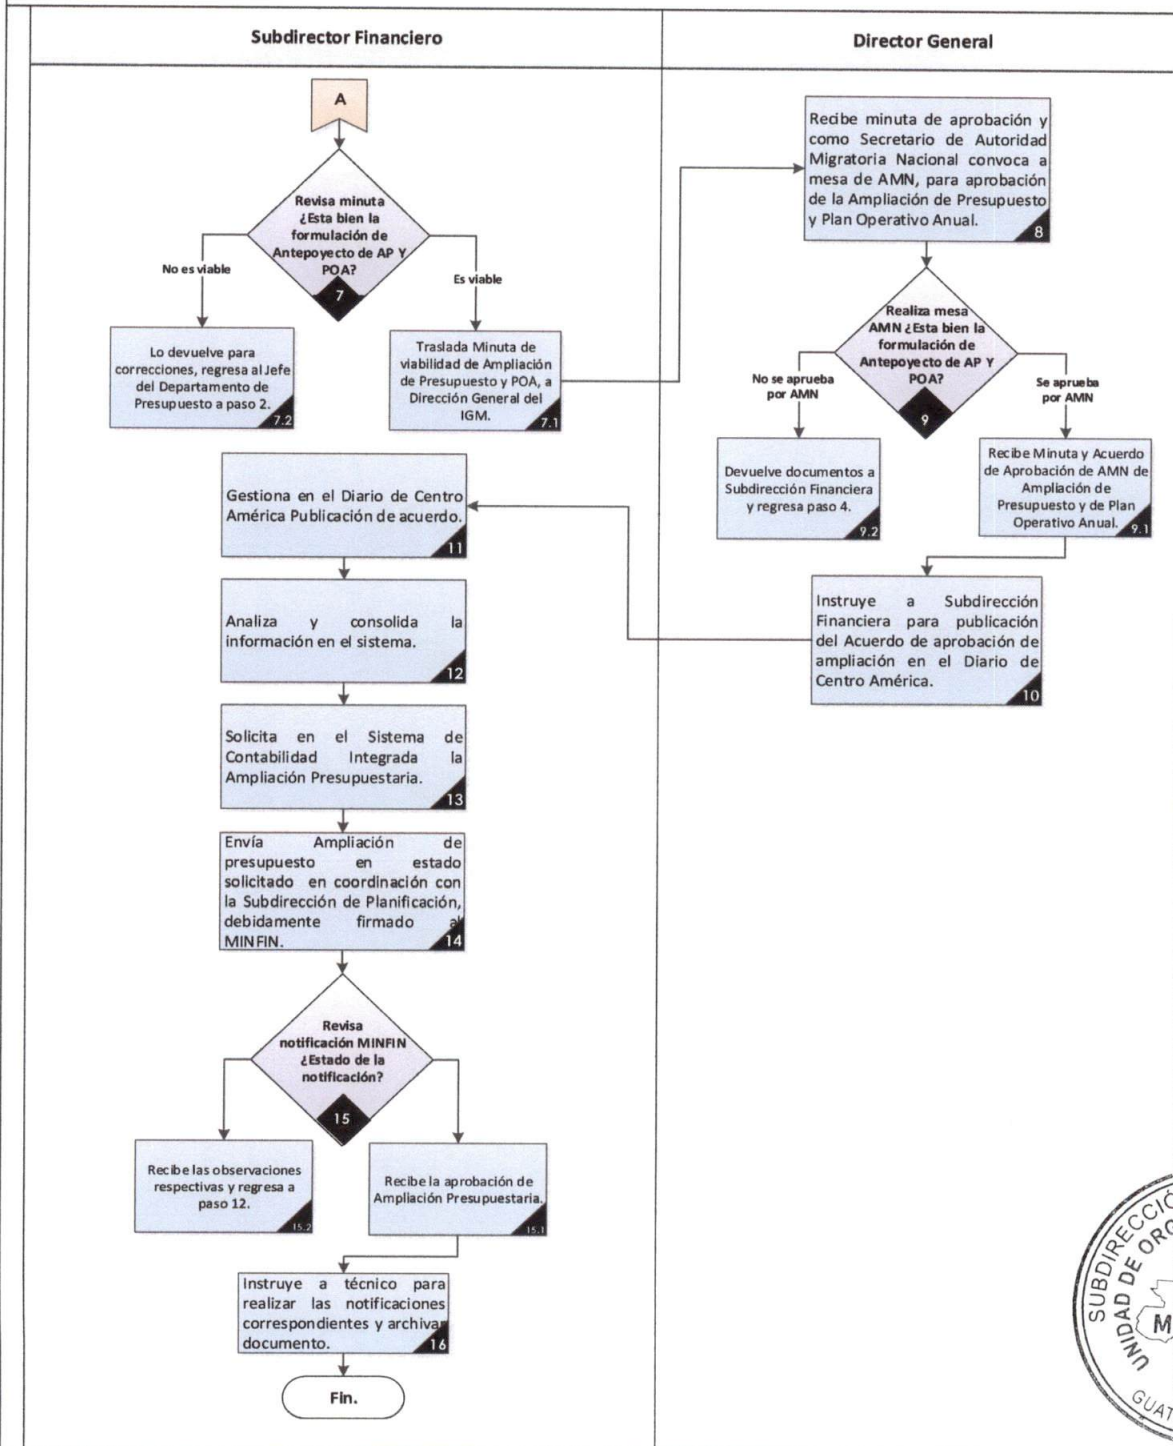 Subdirector Financiero
Director General
A
Revisa minuta
¿Esta bien la
formulación de
Antepoyecto de AP Y
POA?
7
No es viable
Es viable
Lo devuelve para
correcciones, regresa al Jefe
del Departamento de
Presupuesto a paso 2.
7.2
Traslada Minuta de
viabilidad de Ampliación
de Presupuesto y POA, a
Dirección General del
IGM.
7.1
Recibe minuta de aprobación y
como Secretario de Autoridad
Migratoria Nacional convoca a
mesa de AMN, para aprobación
de la Ampliación de Presupuesto
y Plan Operativo Anual.
8
Realiza mesa
AMN ¿Esta bien la
formulación de
Antepoyecto de AP Y
POA?
9
No se aprueba
por AMN
Se aprueba
por AMN
Devuelve documentos a
Subdirección Financiera
y regresa paso 4.
9.2
Recibe Minuta y Acuerdo
de Aprobación de AMN de
Ampliación de
Presupuesto y de Plan
Operativo Anual.
9.1
Instruye a Subdirección
Financiera para publicación
del Acuerdo de aprobación de
ampliación en el Diario de
Centro América.
10
Gestiona en el Diario de Centro
América Publicación de acuerdo.
11
Analiza y consolida la
información en el sistema.
12
Solicita en el Sistema de
Contabilidad Integrada la
Ampliación Presupuestaria.
13
Envía Ampliación de
presupuesto en estado
solicitado en coordinación con
la Subdirección de Planificación,
debidamente firmado al
MINFIN.
14
Revisa
notificación MINFIN
¿Estado de la
notificación?
15
Recibe las observaciones
respectivas y regresa a
paso 12.
15.2
Recibe la aprobación de
Ampliación Presupuestaria.
15.1
Instruye a técnico para
realizar las notificaciones
correspondientes y archivar
documento.
16
Fin.
SUBDIRECCIÓ
UNIDAD DE ORG
M
GUAT